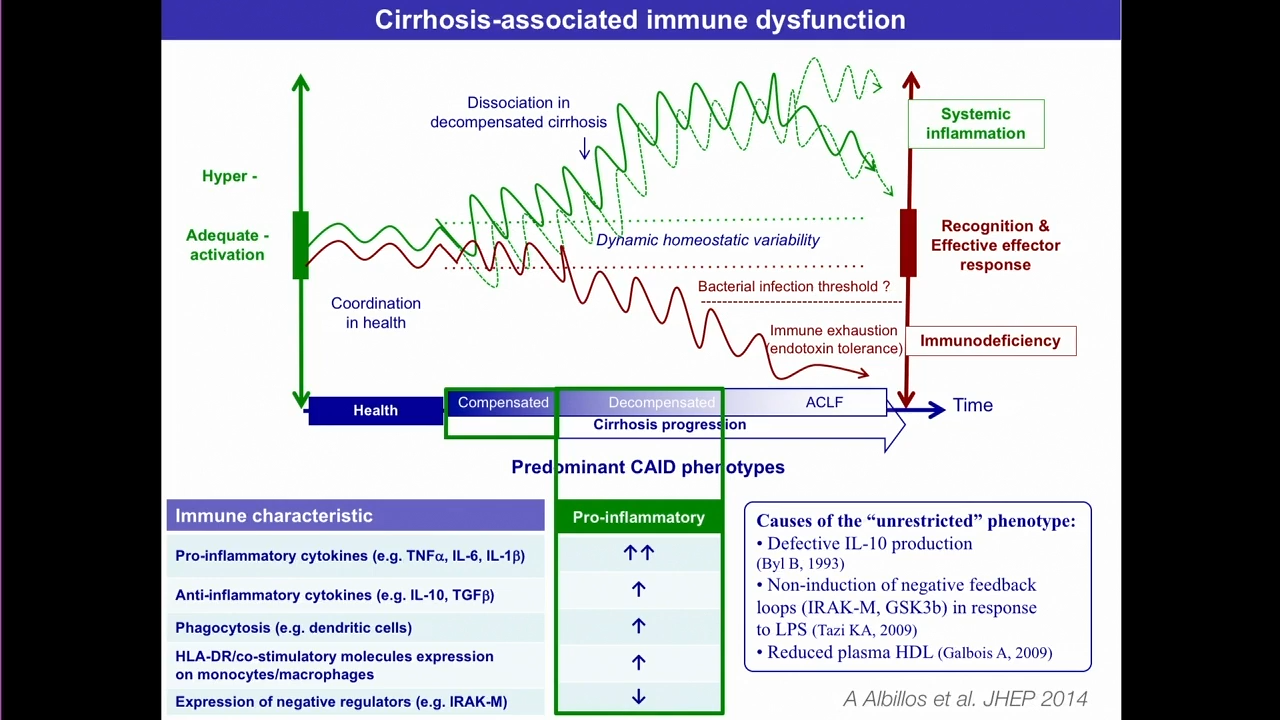 Cirrhosis-associated immune dysfunction
Dissociation in
decompensated cirrhosis
Systemic
inflammation
Hyper -
Adequate -
activation
Dynamic homeostatic variability
Recognition &
Effective effector
response
Coordination
in health
Bacterial infection threshold ?
Immune exhaustion
(endotoxin tolerance)
Immunodeficiency
Health
Compensated
Decompensated
ACLF
Time
Cirrhosis progression
Predominant CAID phenotypes
Immune characteristic
Pro-inflammatory
Pro-inflammatory cytokines (e.g. TNFα, IL-6, IL-1β)
↑↑
Anti-inflammatory cytokines (e.g. IL-10, TGFβ)
↑
Phagocytosis (e.g. dendritic cells)
↑
HLA-DR/co-stimulatory molecules expression
on monocytes/macrophages
↑
Expression of negative regulators (e.g. IRAK-M)
↓
Causes of the “unrestricted” phenotype:
• Defective IL-10 production
(Byl B, 1993)
• Non-induction of negative feedback
loops (IRAK-M, GSK3b) in response
to LPS (Tazi KA, 2009)
• Reduced plasma HDL (Galbois A, 2009)
A Albillos et al. JHEP 2014